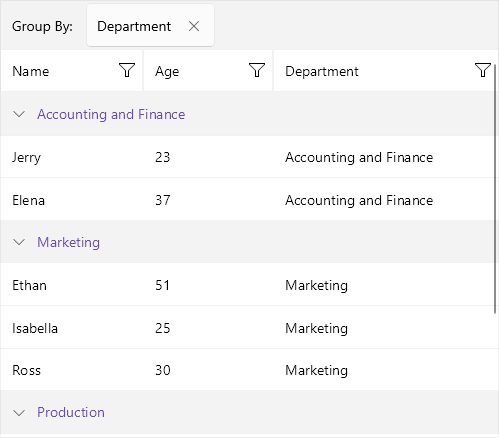 Group By: Department
Name Age Department
Accounting and Finance
Jerry 23 Accounting and Finance
Elena 37 Accounting and Finance
Marketing
Ethan 51 Marketing
Isabella 25 Marketing
Ross 30 Marketing
Production